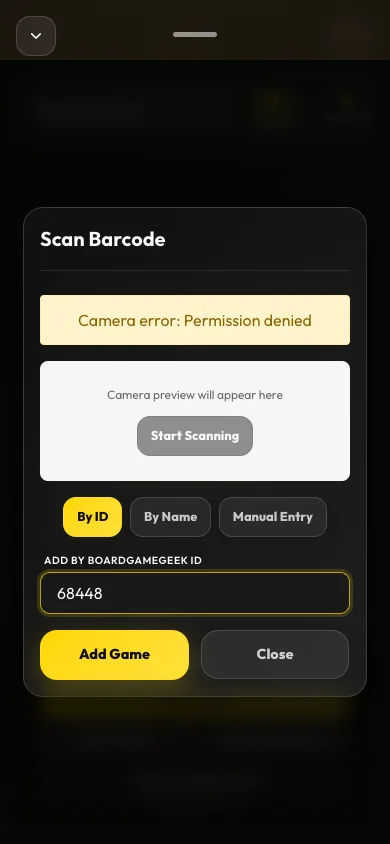 Scan Barcode
Camera error: Permission denied
Camera preview will appear here
Start Scanning
By ID
By Name
Manual Entry
ADD BY BOARDGAMEGEEK ID
68448
Add Game
Close